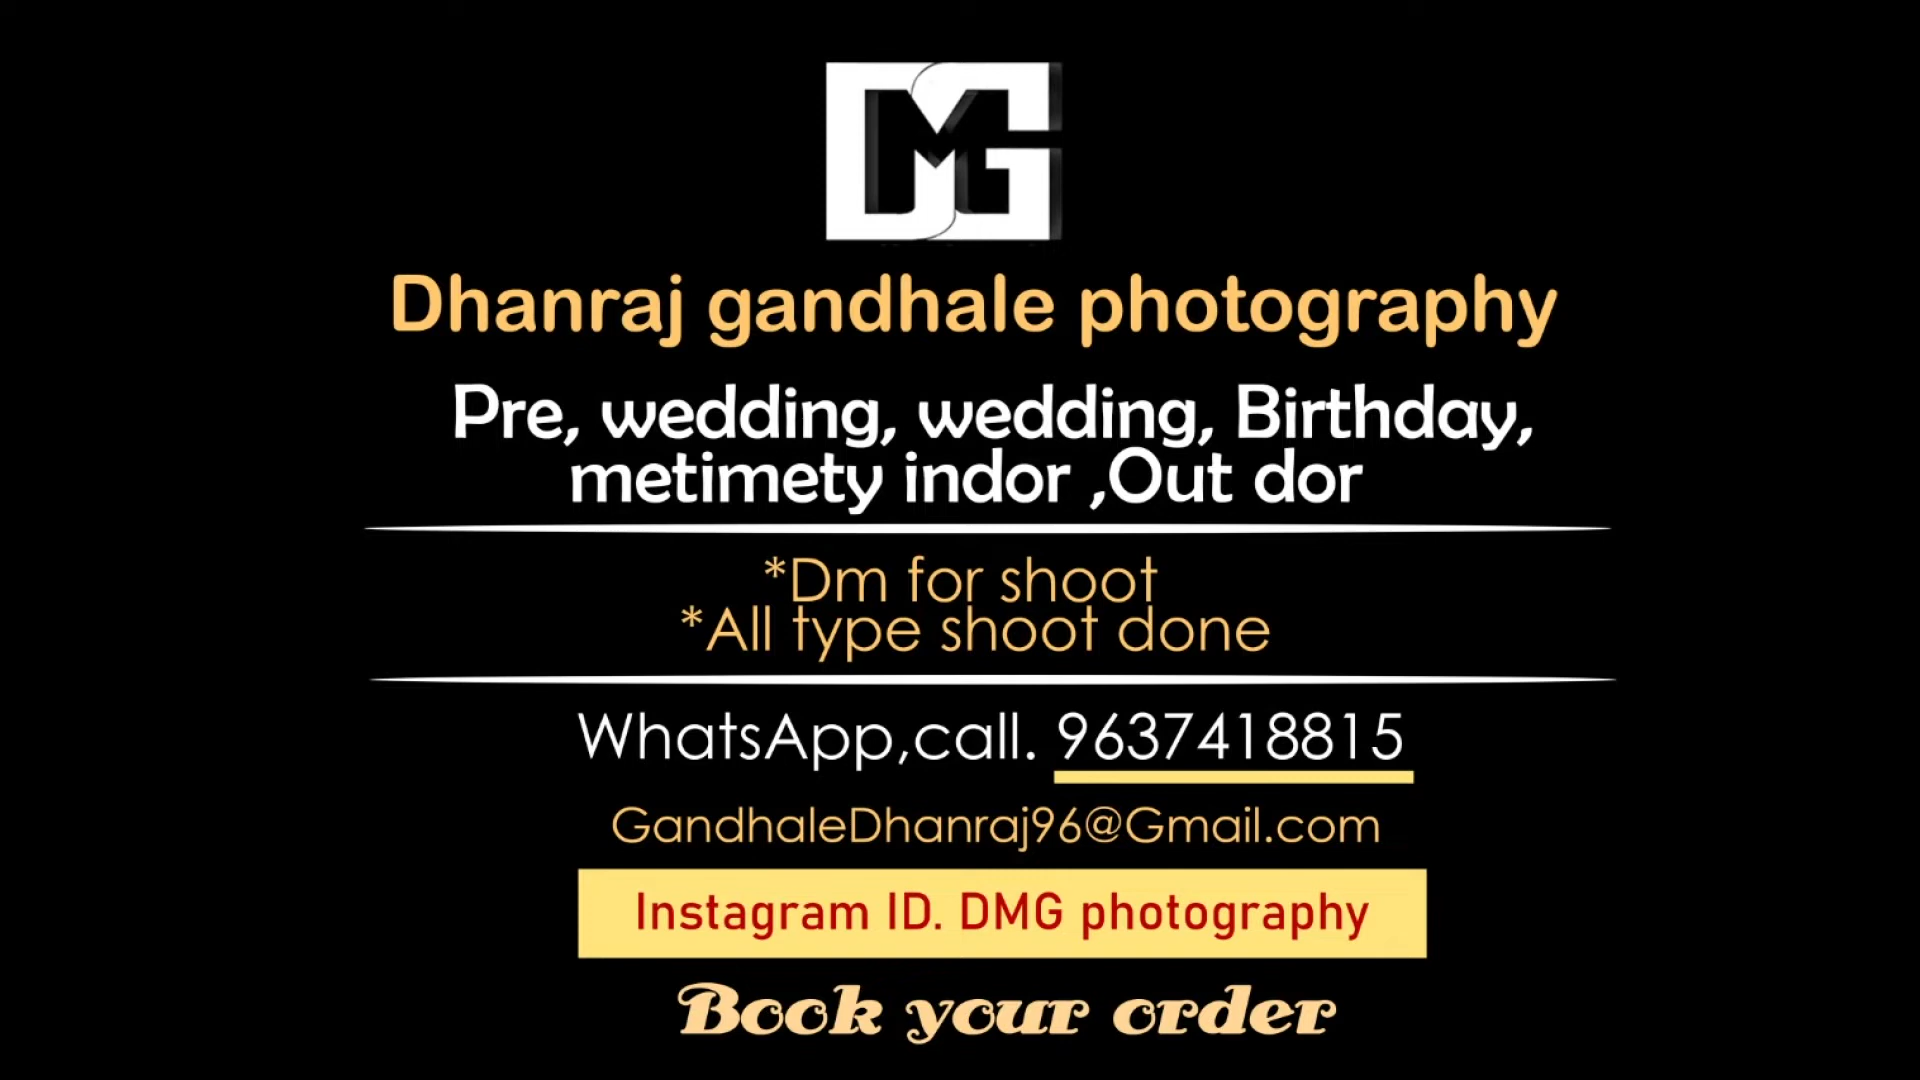 DMG
Dhanraj gandhale photography
Pre, wedding, wedding, Birthday,
metimety indor ,Out dor
*Dm for shoot
*All type shoot done
WhatsApp,call. 9637418815
GandhaleDhanraj96@Gmail.com
Instagram ID. DMG photography
Book your order